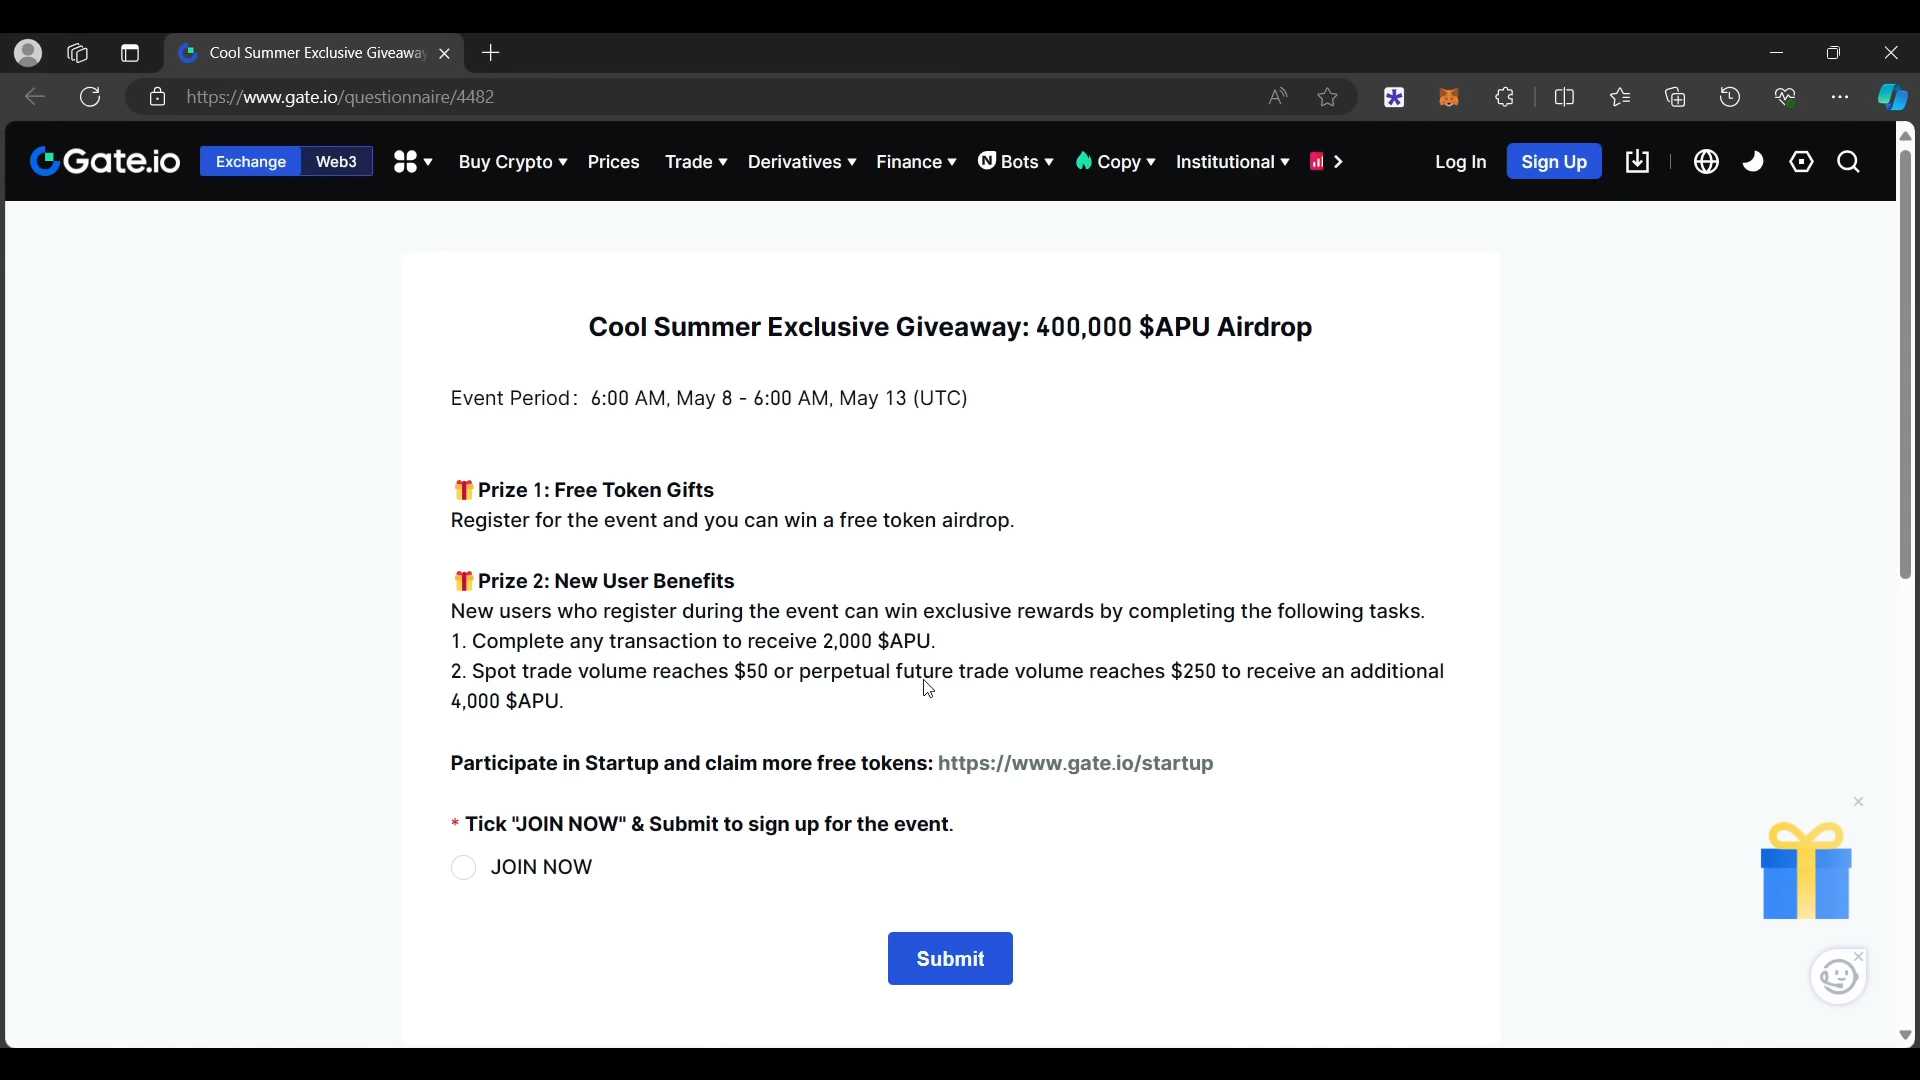 Cool Summer Exclusive Giveaway
https://www.gate.io/questionnaire/4482
Gate.io Exchange Web3 Buy Crypto Prices Trade Derivatives Finance Bots Copy Institutional Log In Sign Up
Cool Summer Exclusive Giveaway: 400,000 $APU Airdrop
Event Period: 6:00 AM, May 8 - 6:00 AM, May 13 (UTC)
Prize 1: Free Token Gifts
Register for the event and you can win a free token airdrop.
Prize 2: New User Benefits
New users who register during the event can win exclusive rewards by completing the following tasks.
1. Complete any transaction to receive 2,000 $APU.
2. Spot trade volume reaches $50 or perpetual future trade volume reaches $250 to receive an additional
4,000 $APU.
Participate in Startup and claim more free tokens: https://www.gate.io/startup
* Tick "JOIN NOW" & Submit to sign up for the event.
JOIN NOW
Submit